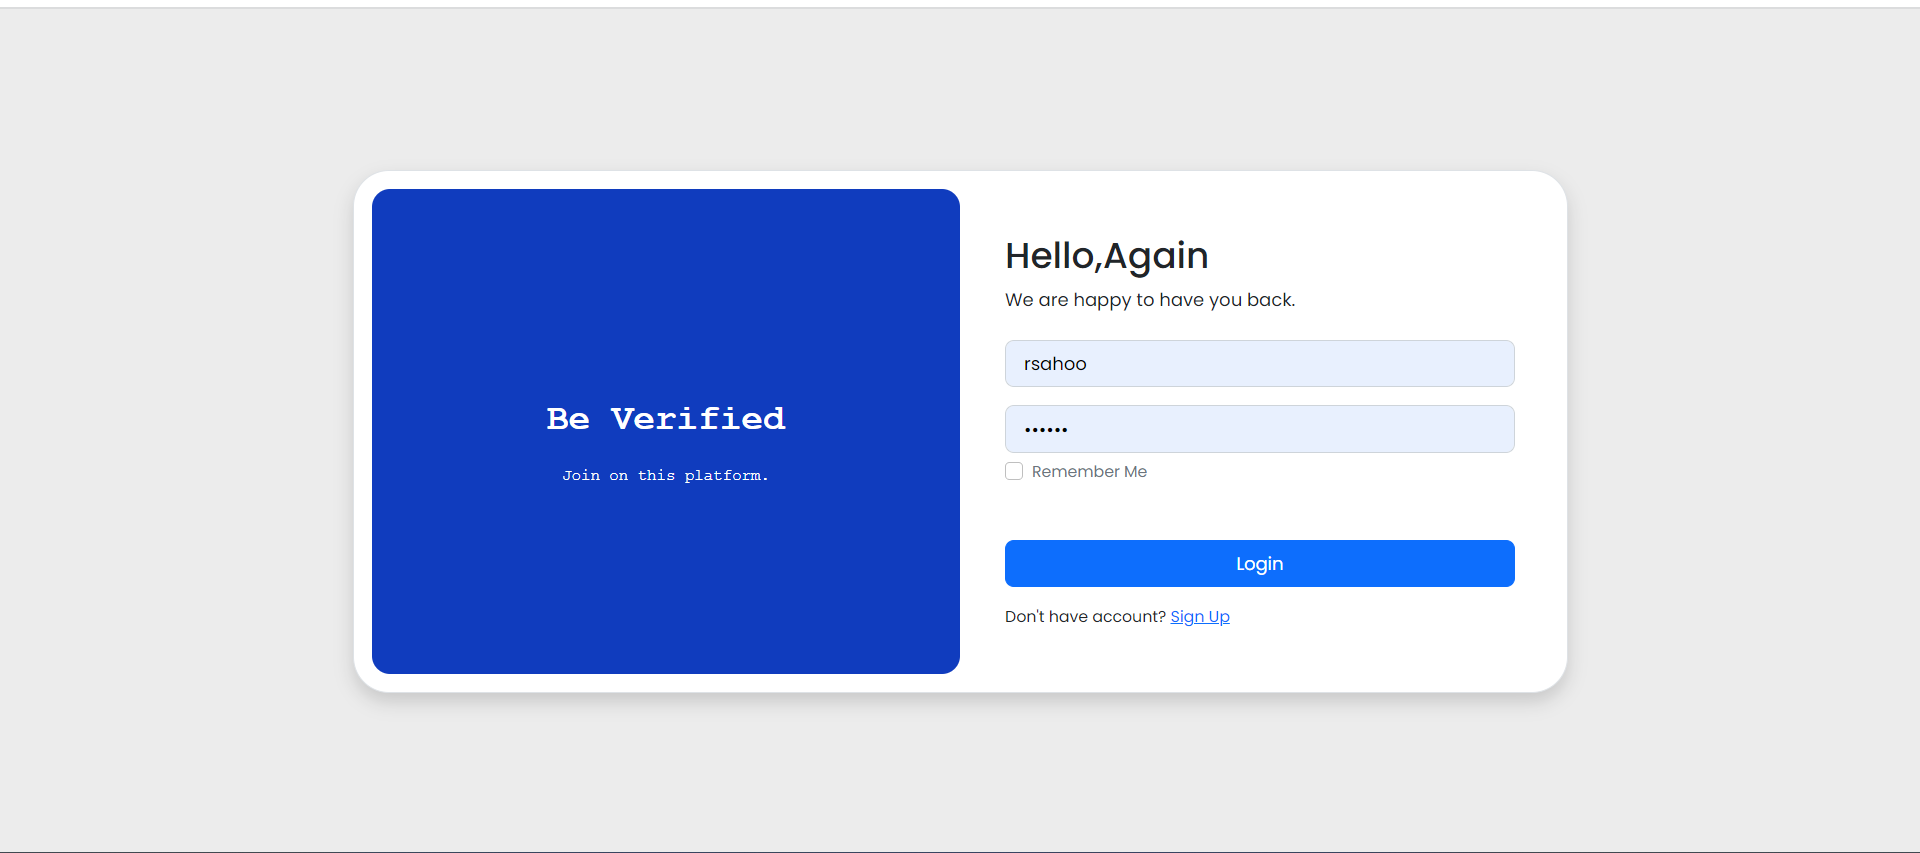 Be Verified
Join on this platform.
Hello,Again
We are happy to have you back.
rsahoo
••••••
Remember Me
Login
Don't have account? Sign Up